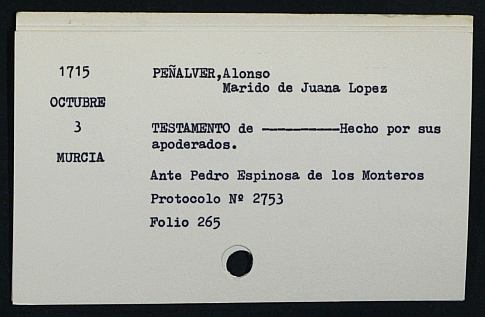 1715
OCTUBRE
3
MURCIA
PEÑALVER,Alonso
Marido de Juana Lopez
TESTAMENTO de ----------Hecho por sus
apoderados.
Ante Pedro Espinosa de los Monteros
Protocolo Nº 2753
Folio 265